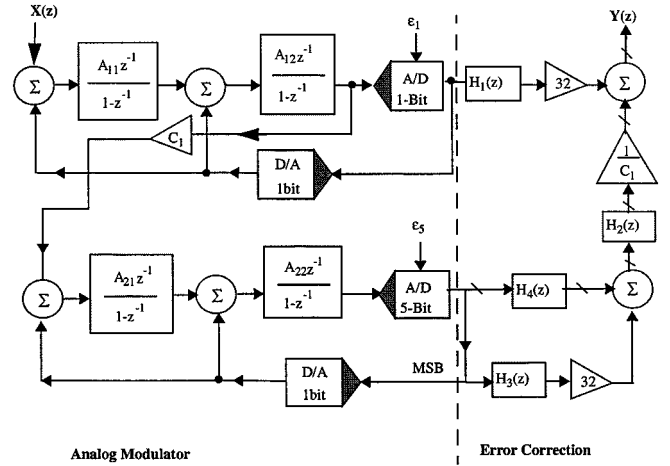 X(z)
Y(z)
ε₁
Σ
A₁₁z⁻¹
1-z⁻¹
Σ
A₁₂z⁻¹
1-z⁻¹
A/D
1-Bit
H₁(z)
32
Σ
C₁
D/A
1bit
1
C₁
H₂(z)
ε₅
Σ
A₂₁z⁻¹
1-z⁻¹
Σ
A₂₂z⁻¹
1-z⁻¹
A/D
5-Bit
H₄(z)
Σ
D/A
1bit
MSB
H₃(z)
32
Analog Modulator
Error Correction